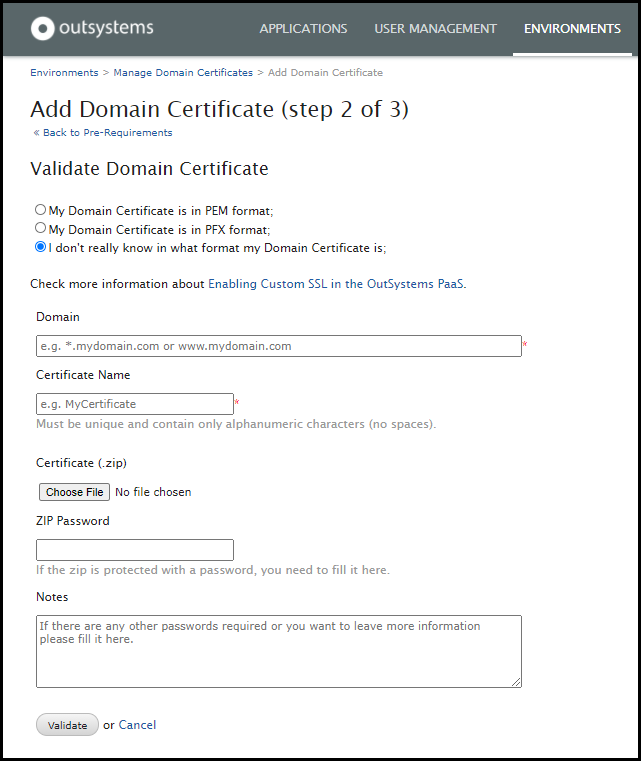 outsystems
APPLICATIONS USER MANAGEMENT ENVIRONMENTS
Environments > Manage Domain Certificates > Add Domain Certificate
Add Domain Certificate (step 2 of 3)
« Back to Pre-Requirements
Validate Domain Certificate
My Domain Certificate is in PEM format;
My Domain Certificate is in PFX format;
I don't really know in what format my Domain Certificate is;
Check more information about Enabling Custom SSL in the OutSystems PaaS.
Domain
e.g. *.mydomain.com or www.mydomain.com *
Certificate Name
e.g. MyCertificate *
Must be unique and contain only alphanumeric characters (no spaces).
Certificate (.zip)
Choose File No file chosen
ZIP Password
If the zip is protected with a password, you need to fill it here.
Notes
If there are any other passwords required or you want to leave more information
please fill it here.
Validate or Cancel